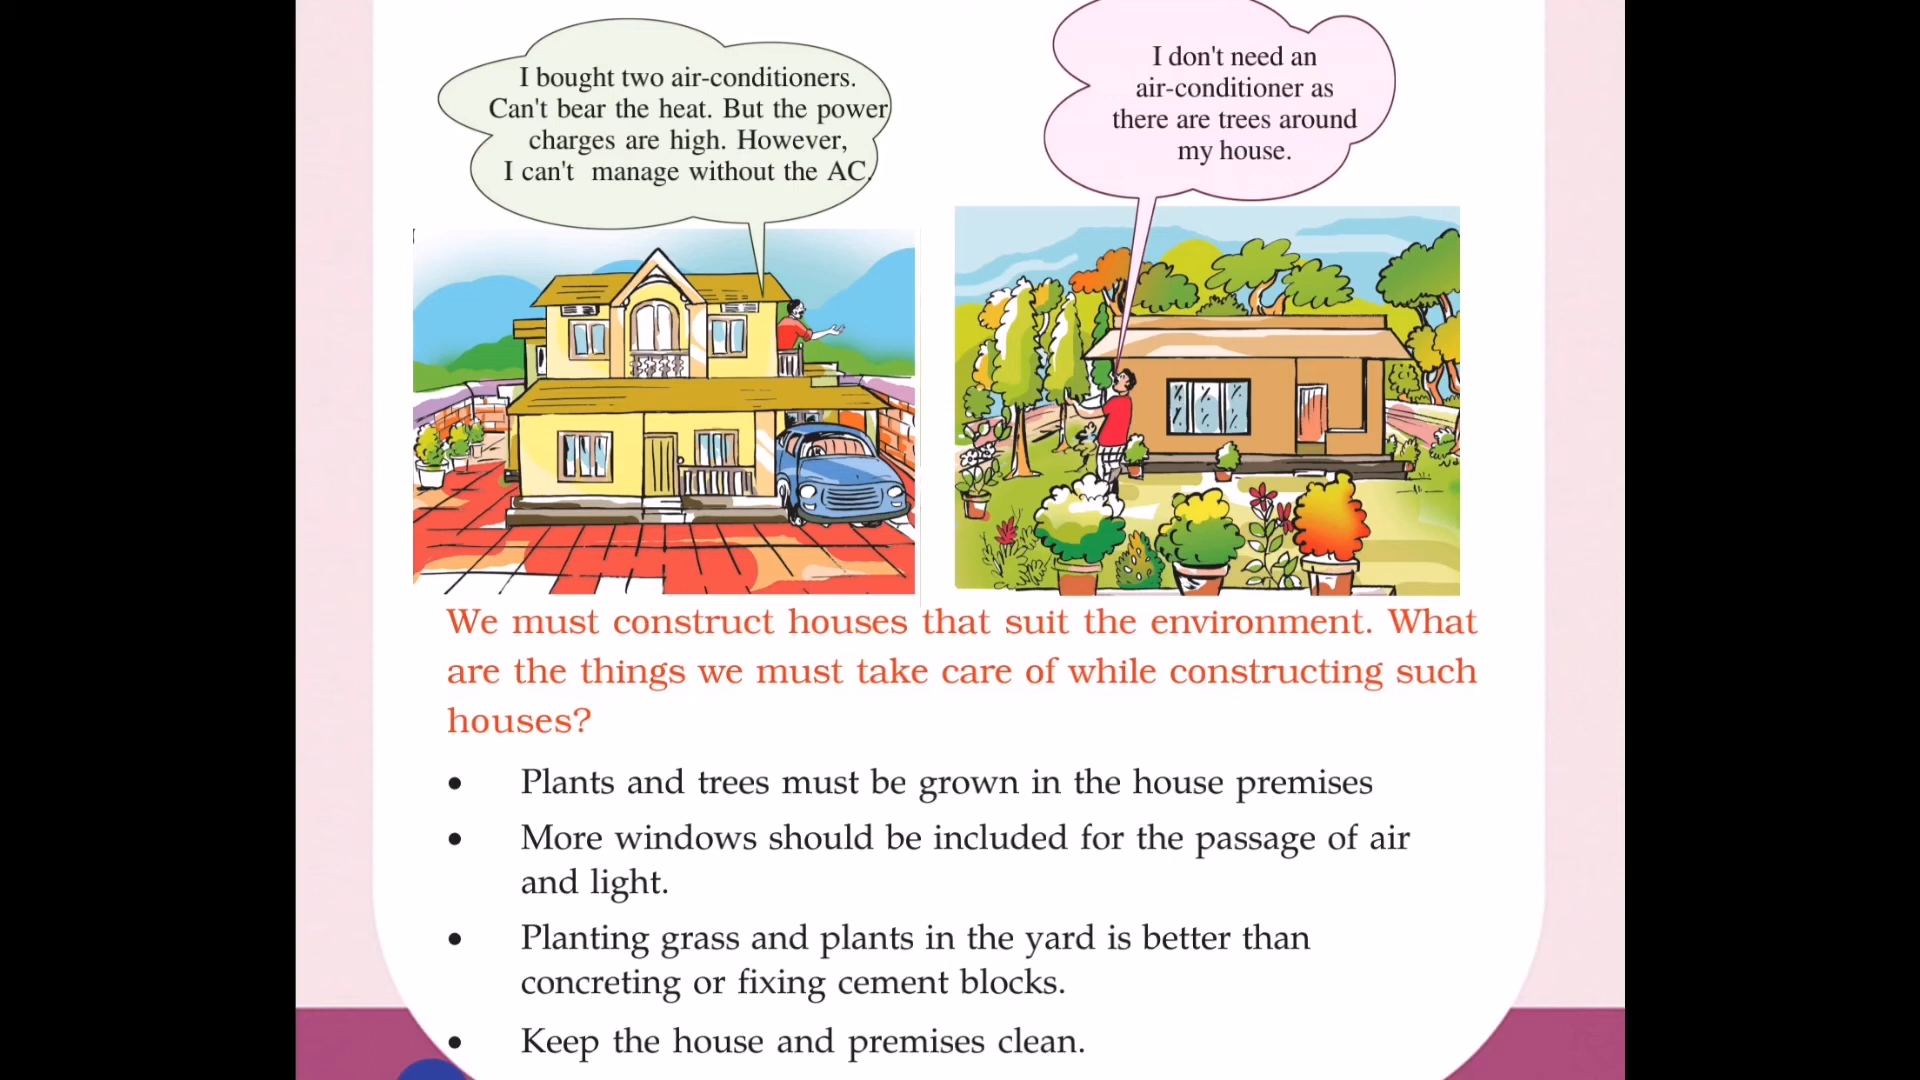 I bought two air-conditioners.
Can't bear the heat. But the power
charges are high. However,
I can't manage without the AC.
I don't need an
air-conditioner as
there are trees around
my house.
We must construct houses that suit the environment. What
are the things we must take care of while constructing such
houses?
• Plants and trees must be grown in the house premises
• More windows should be included for the passage of air
and light.
• Planting grass and plants in the yard is better than
concreting or fixing cement blocks.
• Keep the house and premises clean.